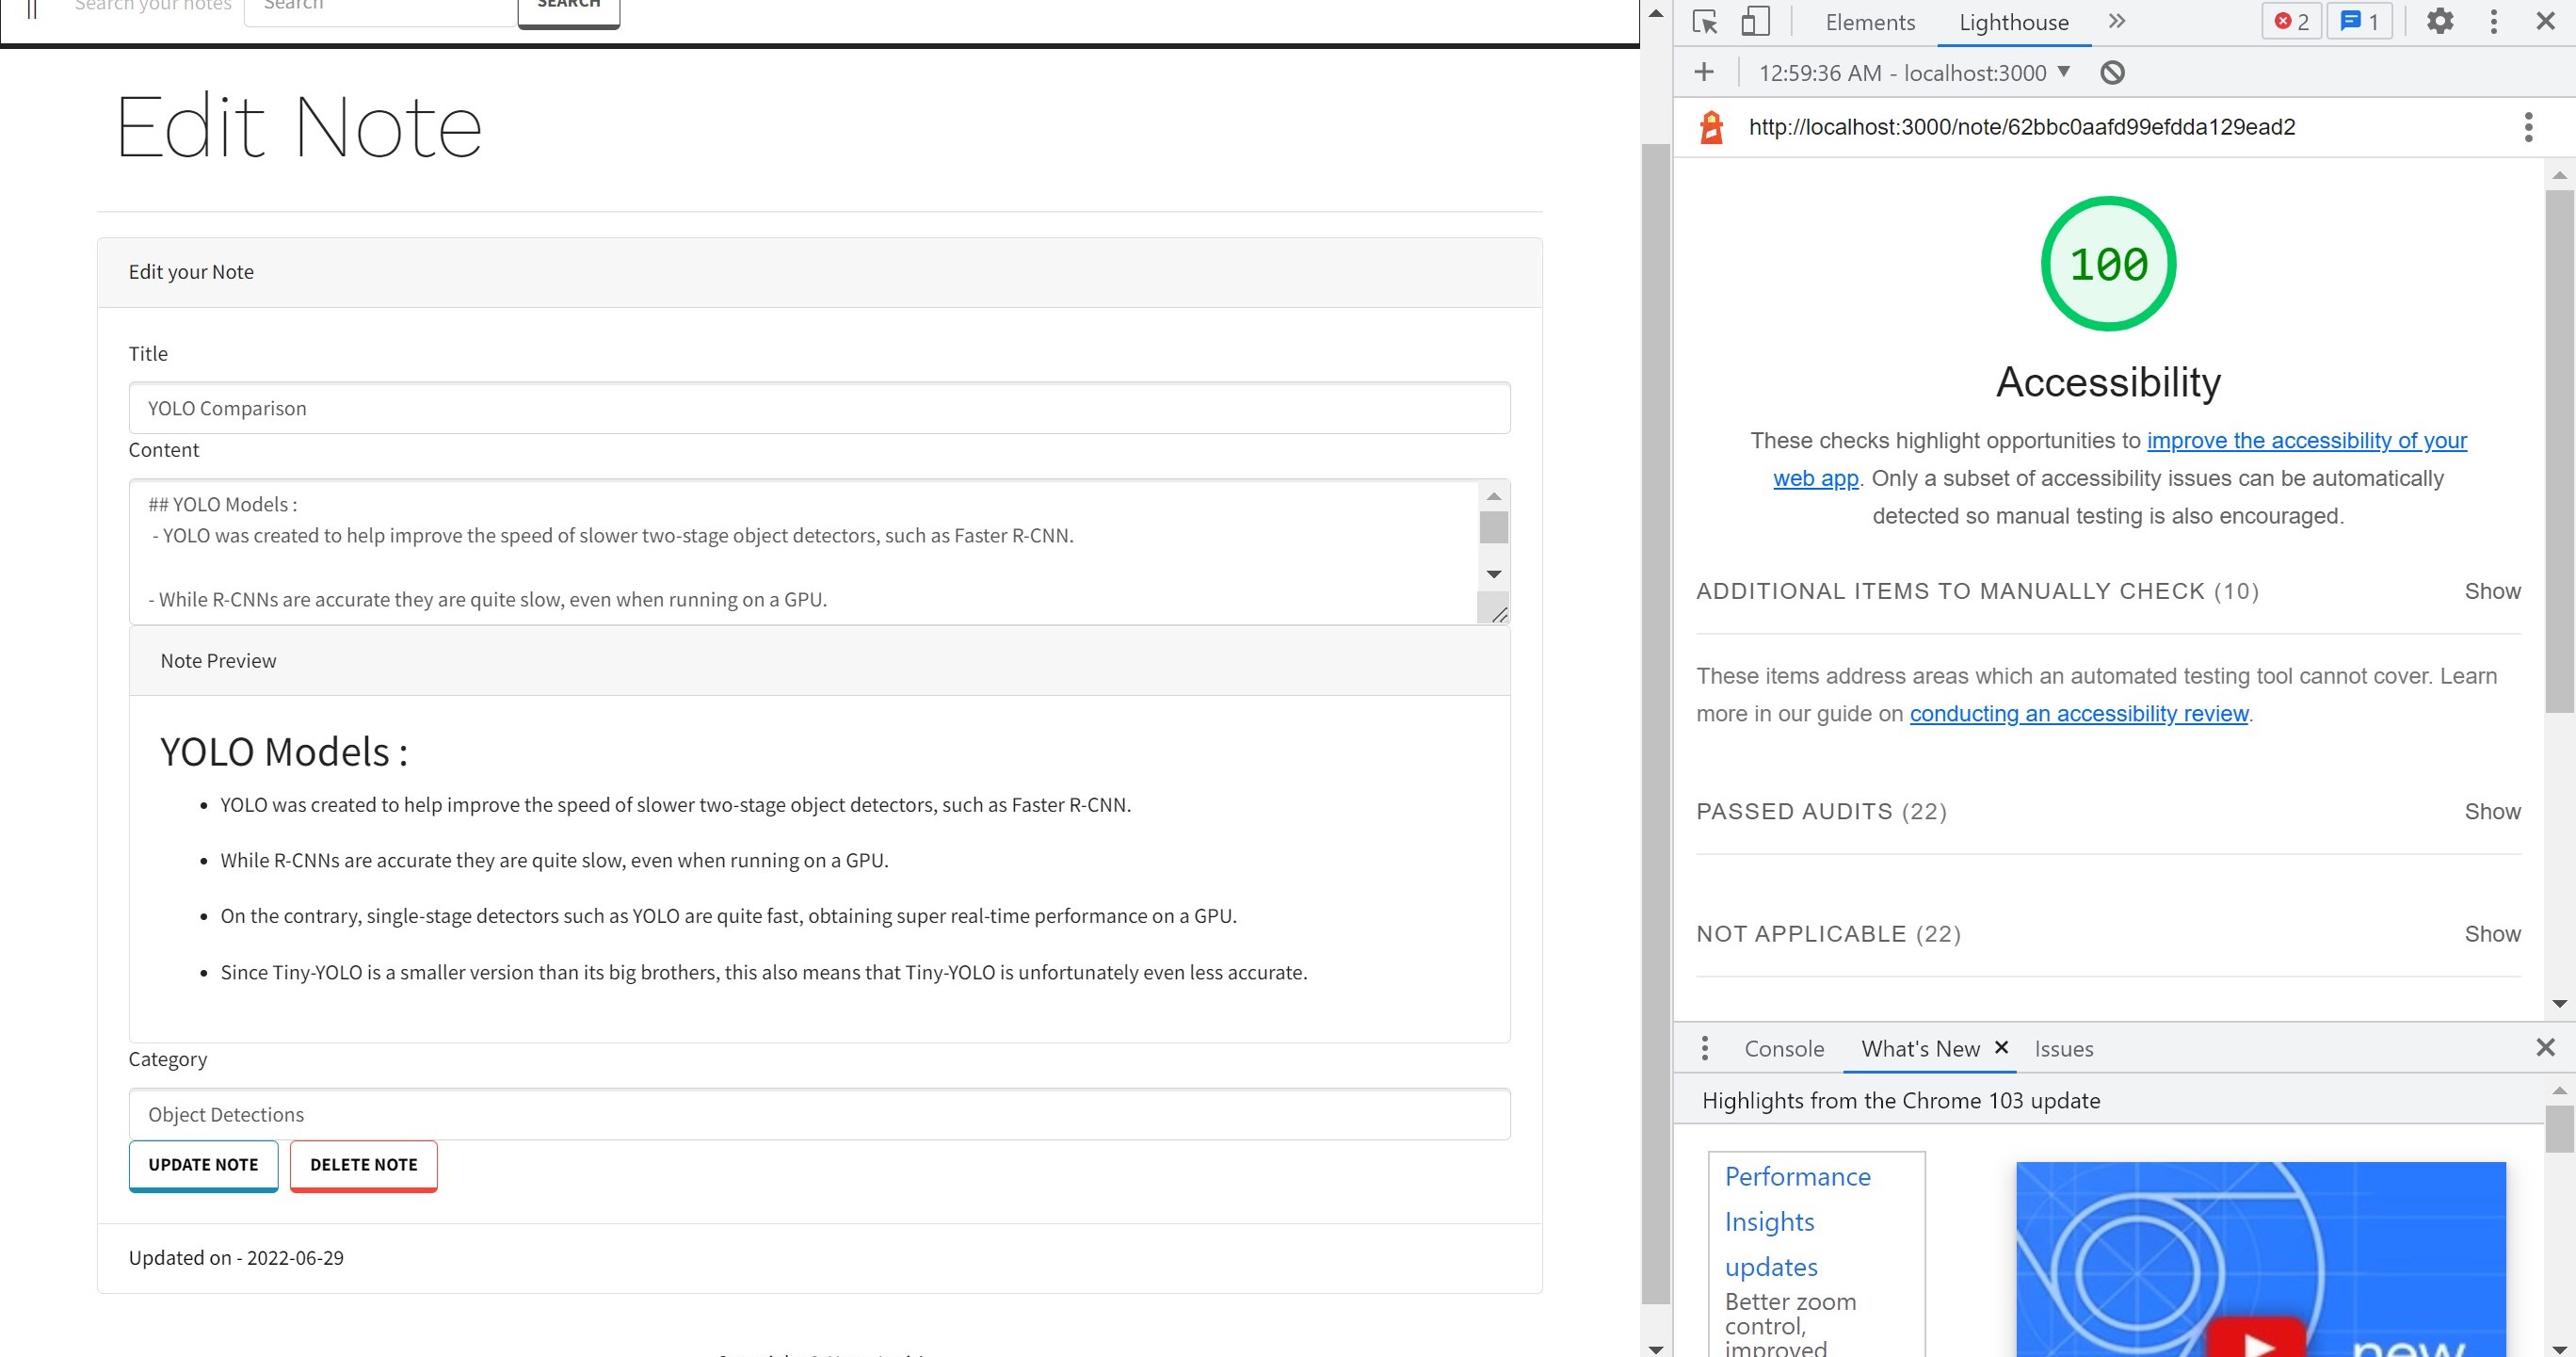 Search your notes
Search
SEARCH
Edit Note
Edit your Note
Title
YOLO Comparison
Content
## YOLO Models :
- YOLO was created to help improve the speed of slower two-stage object detectors, such as Faster R-CNN.
- While R-CNNs are accurate they are quite slow, even when running on a GPU.
Note Preview
YOLO Models :
• YOLO was created to help improve the speed of slower two-stage object detectors, such as Faster R-CNN.
• While R-CNNs are accurate they are quite slow, even when running on a GPU.
• On the contrary, single-stage detectors such as YOLO are quite fast, obtaining super real-time performance on a GPU.
• Since Tiny-YOLO is a smaller version than its big brothers, this also means that Tiny-YOLO is unfortunately even less accurate.
Category
Object Detections
UPDATE NOTE
DELETE NOTE
Updated on - 2022-06-29
Elements
Lighthouse
2
1
12:59:36 AM - localhost:3000
http://localhost:3000/note/62bbc0aafd99efdda129ead2
100
Accessibility
These checks highlight opportunities to improve the accessibility of your
web app. Only a subset of accessibility issues can be automatically
detected so manual testing is also encouraged.
ADDITIONAL ITEMS TO MANUALLY CHECK (10)
Show
These items address areas which an automated testing tool cannot cover. Learn
more in our guide on conducting an accessibility review.
PASSED AUDITS (22)
Show
NOT APPLICABLE (22)
Show
Console
What's New
Issues
Highlights from the Chrome 103 update
Performance
Insights
updates
Better zoom
control,
improved
new